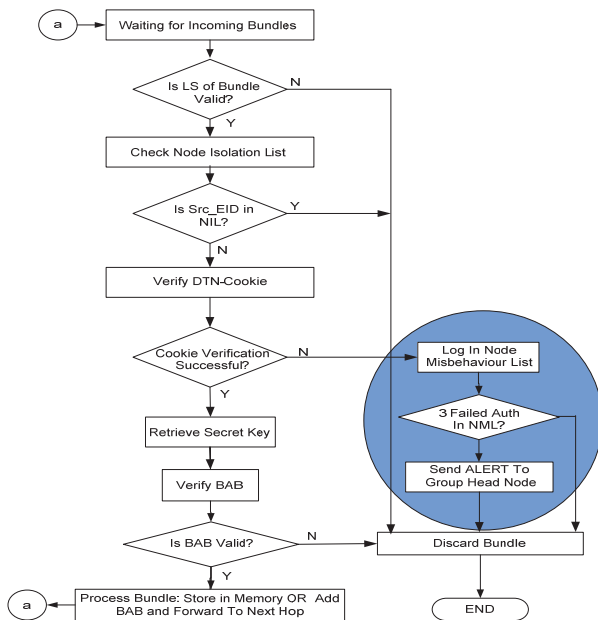 a
Waiting for Incoming Bundles
Is LS of Bundle
Valid?
N
Y
Check Node Isolation List
Is Src_EID in
NIL?
Y
N
Verify DTN-Cookie
Cookie Verification
Successful?
N
Y
Log In Node
Misbehaviour List
3 Failed Auth
In NML?
Send ALERT To
Group Head Node
Retrieve Secret Key
Verify BAB
Is BAB Valid?
N
Y
Discard Bundle
a
Process Bundle: Store in Memory OR Add
BAB and Forward To Next Hop
END